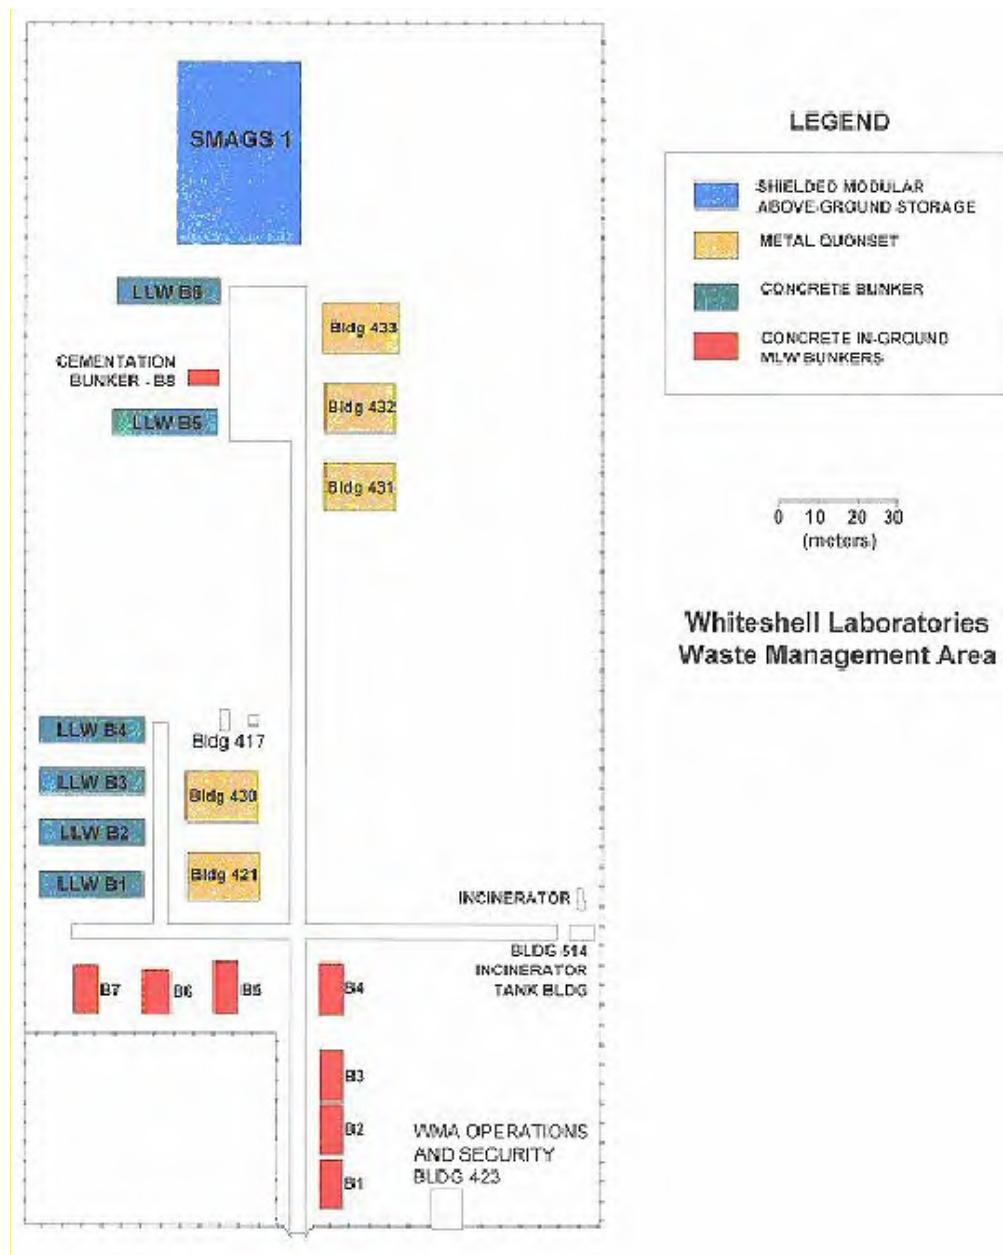 SMAGS 1
LLW B6
CEMENTATION
BUNKER - B8
LLW B5
Bldg 433
Bldg 432
Bldg 431
LLW B4
LLW B3
LLW B2
LLW B1
Bldg 417
Bldg 430
Bldg 421
INCINERATOR
BLDG 514
INCINERATOR
TANK BLDG
B7
B6
B5
B4
B3
B2
B1
WMA OPERATIONS
AND SECURITY
BLDG 423
LEGEND
SHIELDED MODULAR
ABOVE-GROUND STORAGE
METAL QUONSET
CONCRETE BUNKER
CONCRETE IN-GROUND
MLW BUNKERS
0 10 20 30
(meters)
Whiteshell Laboratories
Waste Management Area